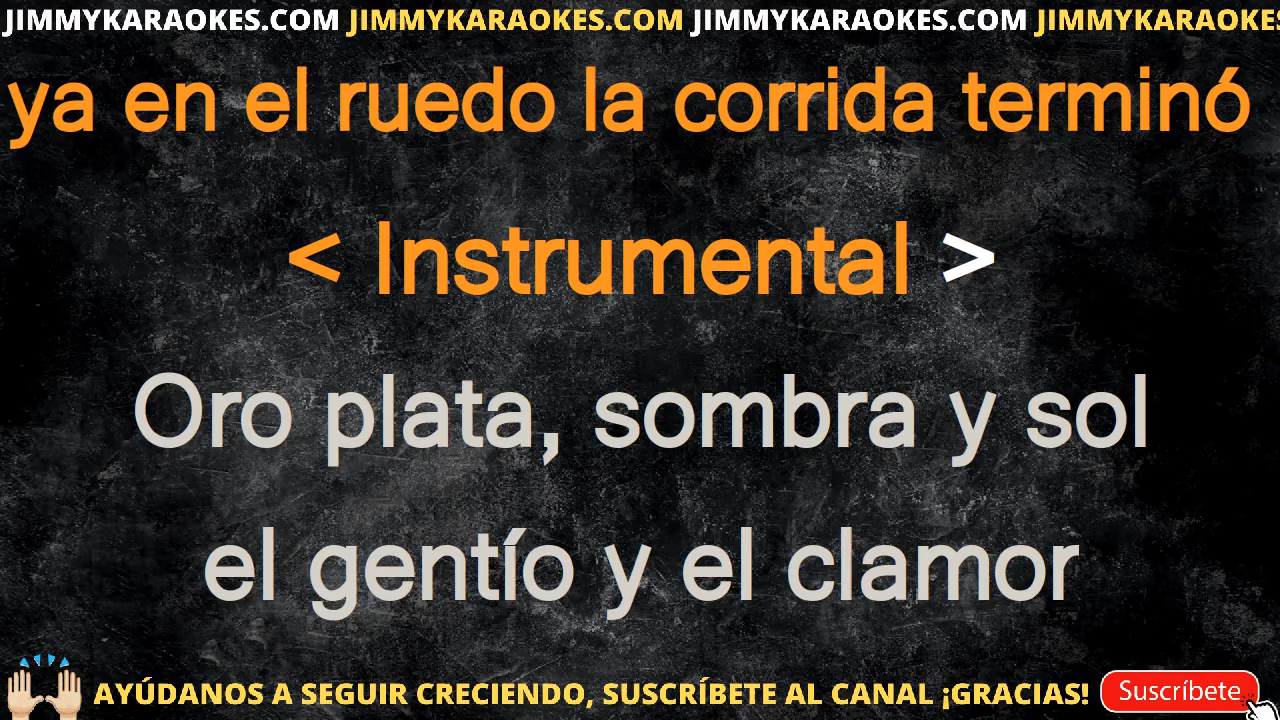 JIMMYKARAOKES.COM JIMMYKARAOKES.COM JIMMYKARAOKES.COM JIMMYKARAOKES
ya en el ruedo la corrida terminó
< Instrumental >
Oro plata, sombra y sol
el gentío y el clamor
AYÚDANOS A SEGUIR CRECIENDO, SUSCRÍBETE AL CANAL ¡GRACIAS! Suscríbete